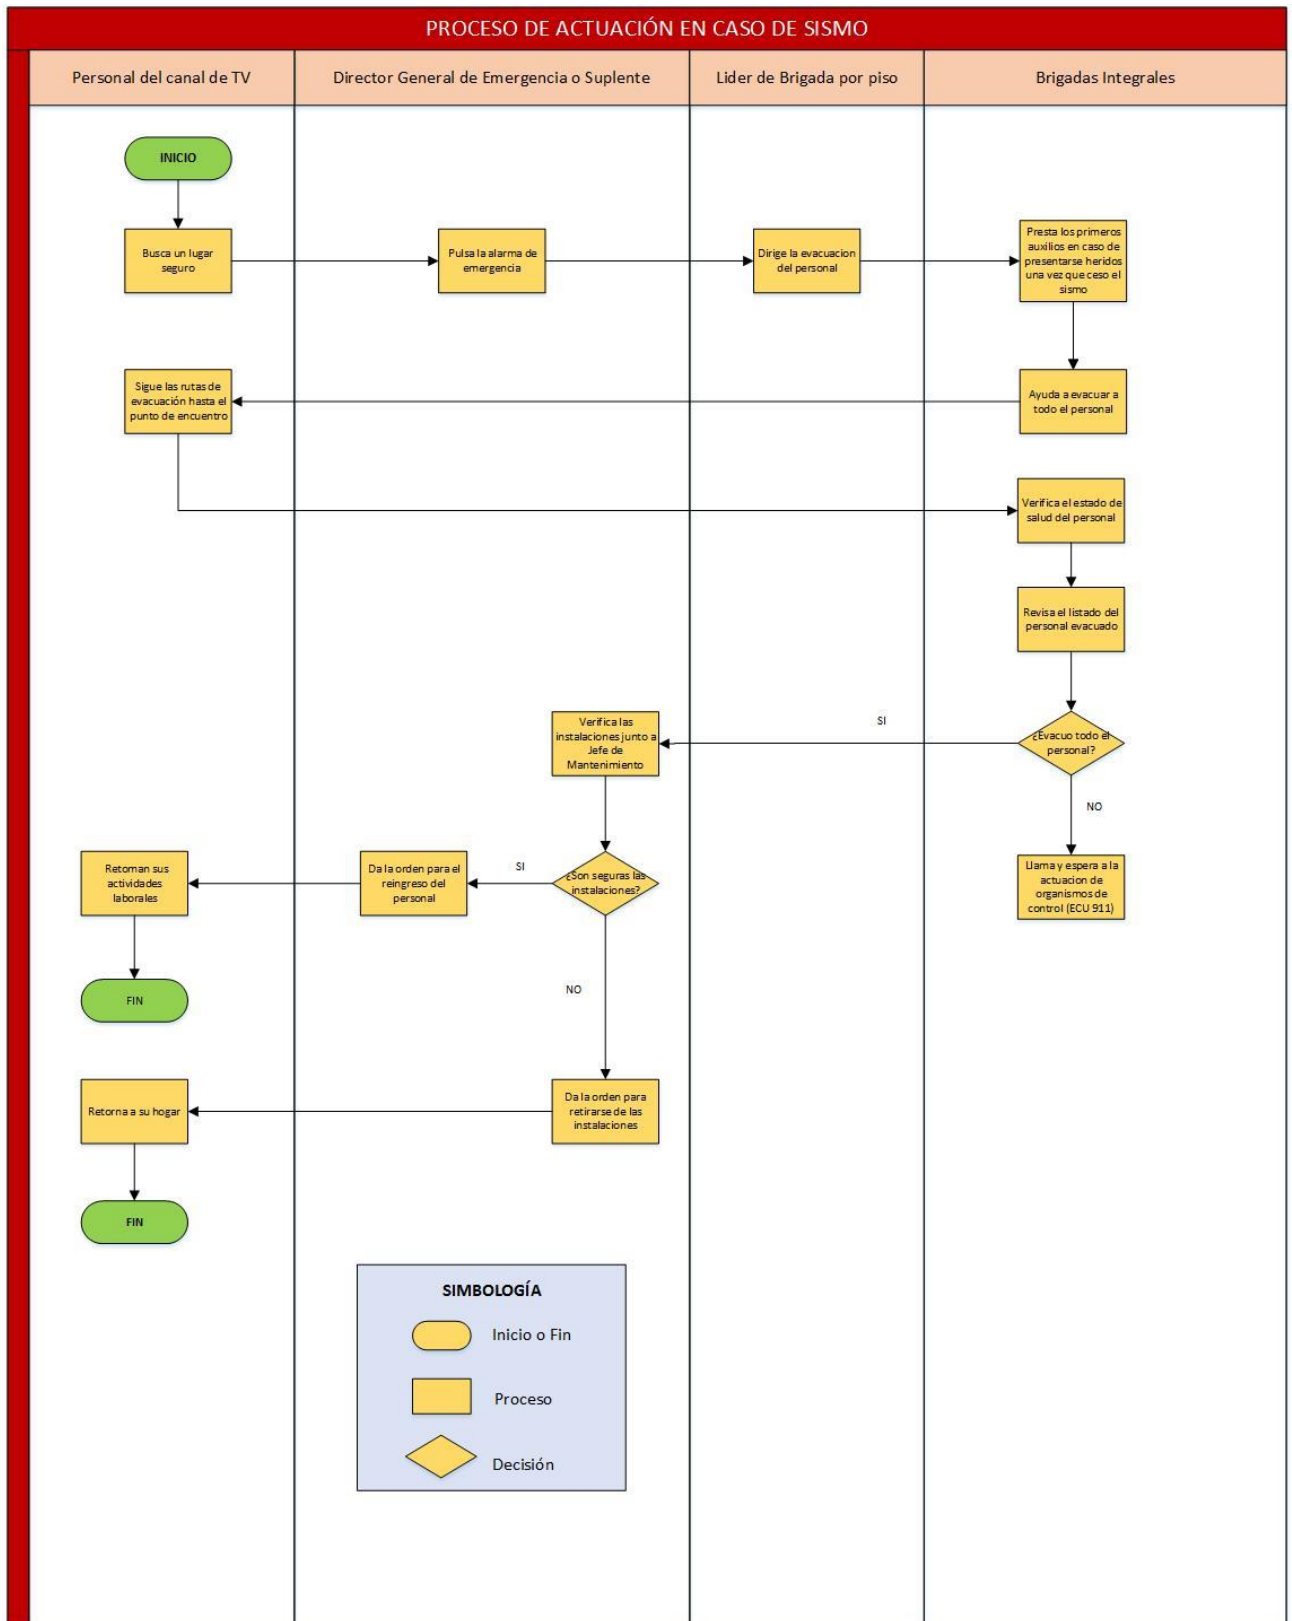 PROCESO DE ACTUACIÓN EN CASO DE SISMO
Personal del canal de TV
Director General de Emergencia o Suplente
Lider de Brigada por piso
Brigadas Integrales
INICIO
Busca un lugar
seguro
Pulsa la alarma de
emergencia
Dirige la evacuacion
del personal
Presta los primeros
auxilios en caso de
presentarse heridos
una vez que ceso el
sismo
Sigue las rutas de
evacuación hasta el
punto de encuentro
Ayuda a evacuar a
todo el personal
Verifica el estado de
salud del personal
Revisa el listado del
personal evacuado
¿Evacuo todo el
personal?
SI
NO
Verifica las
instalaciones junto a
Jefe de
Mantenimiento
Llama y espera a la
actuacion de
organismos de
control (ECU 911)
¿Son seguras las
instalaciones?
SI
Da la orden para el
reingreso del
personal
Retornan sus
actividades
laborales
FIN
NO
Da la orden para
retirarse de las
instalaciones
Retorna a su hogar
FIN
SIMBOLOGÍA
Inicio o Fin
Proceso
Decisión